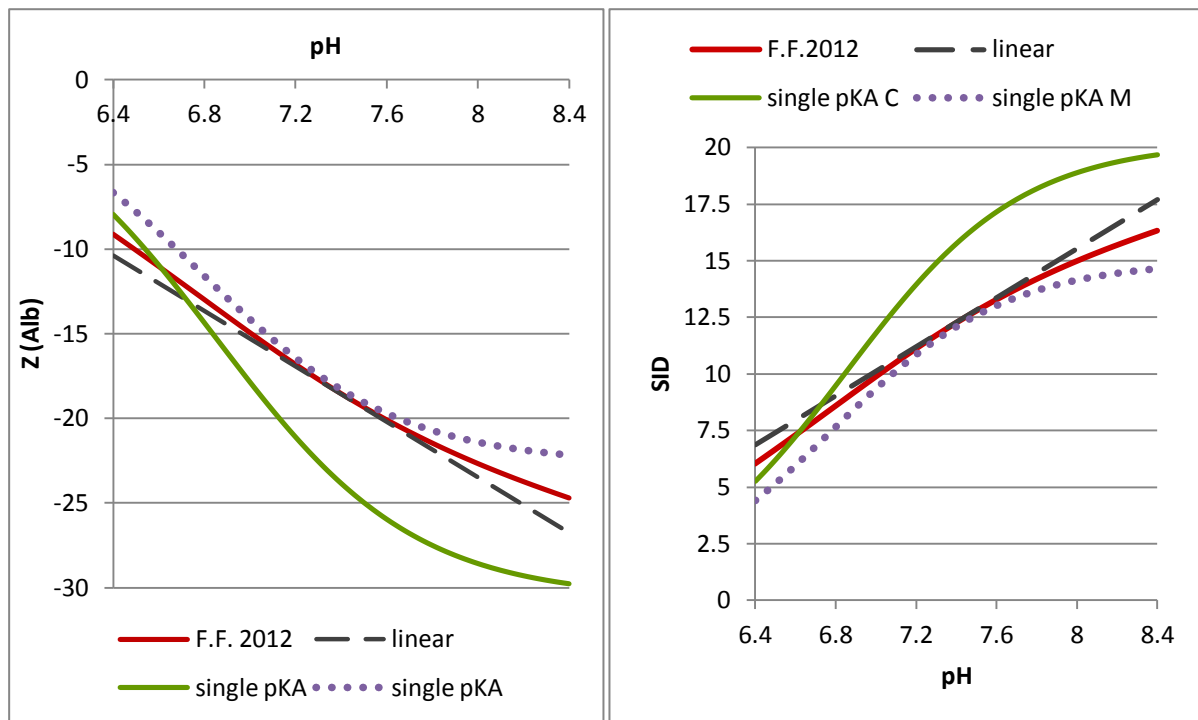 pH
0
6.4 6.8 7.2 7.6 8 8.4
-5
-10
-15
-20
-25
-30
Z (Alb)
F.F. 2012 linear
single pKA single pKA
F.F.2012 linear
single pKA C single pKA M
20
17.5
15
12.5
10
7.5
5
2.5
0
SID
6.4 6.8 7.2 7.6 8 8.4
pH